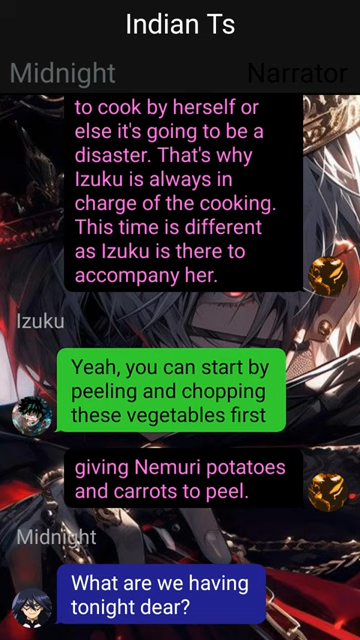 Indian Ts
Midnight
Narrator
to cook by herself or
else it's going to be a
disaster. That's why
Izuku is always in
charge of the cooking.
This time is different
as Izuku is there to
accompany her.
Izuku
Yeah, you can start by
peeling and chopping
these vegetables first
giving Nemuri potatoes
and carrots to peel.
Midnight
What are we having
tonight dear?